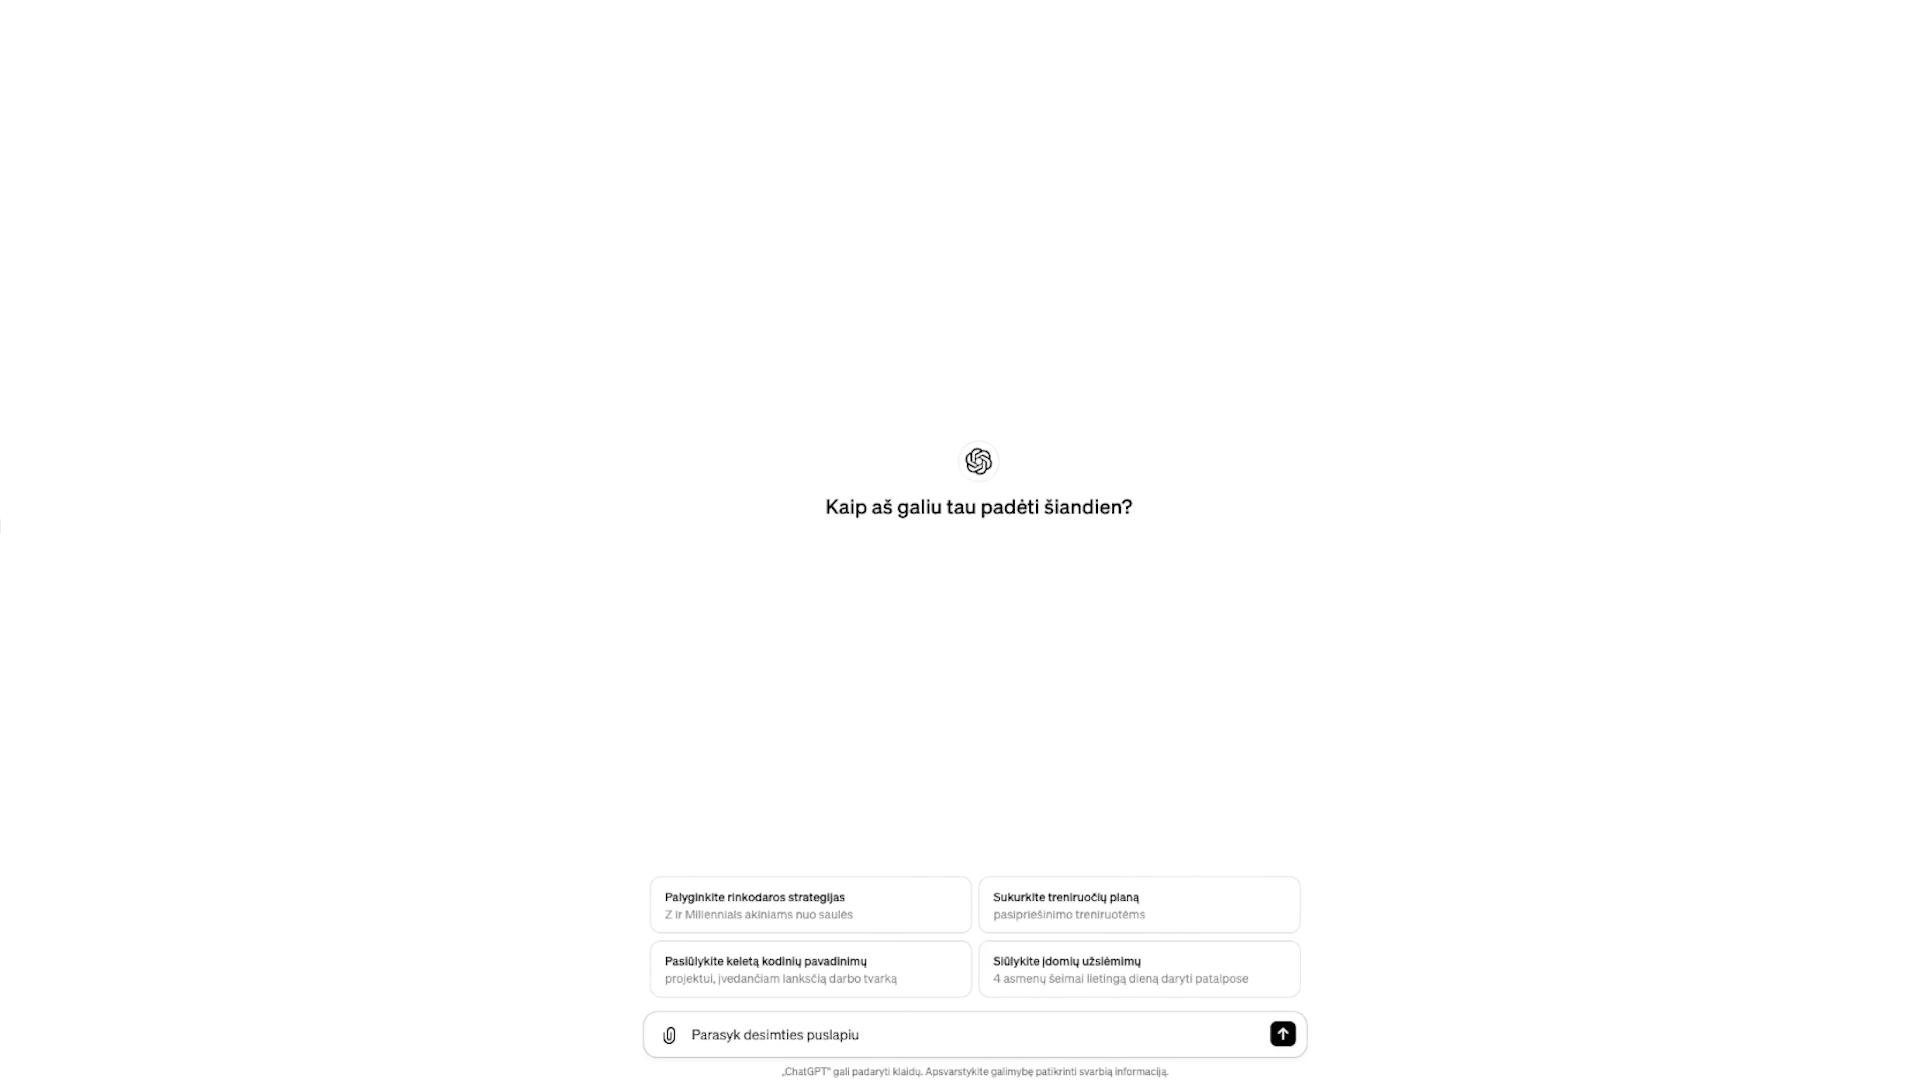 Kaip aš galiu tau padėti šiandien?
Palyginkite rinkodaros strategijas
Z ir Millennials akiniams nuo saulės
Sukurkite treniruočių planą
pasipriešinimo treniruotėms
Pasiūlykite keletą kodinių pavadinimų
projektui, įvedančiam lanksčią darbo tvarką
Siūlykite įdomių užsiėmimų
4 asmenų šeimai lietingą dieną daryti patalpose
Parasyk desimties puslapiu
„ChatGPT“ gali padaryti klaidų. Apsvarstykite galimybę patikrinti svarbią informaciją.